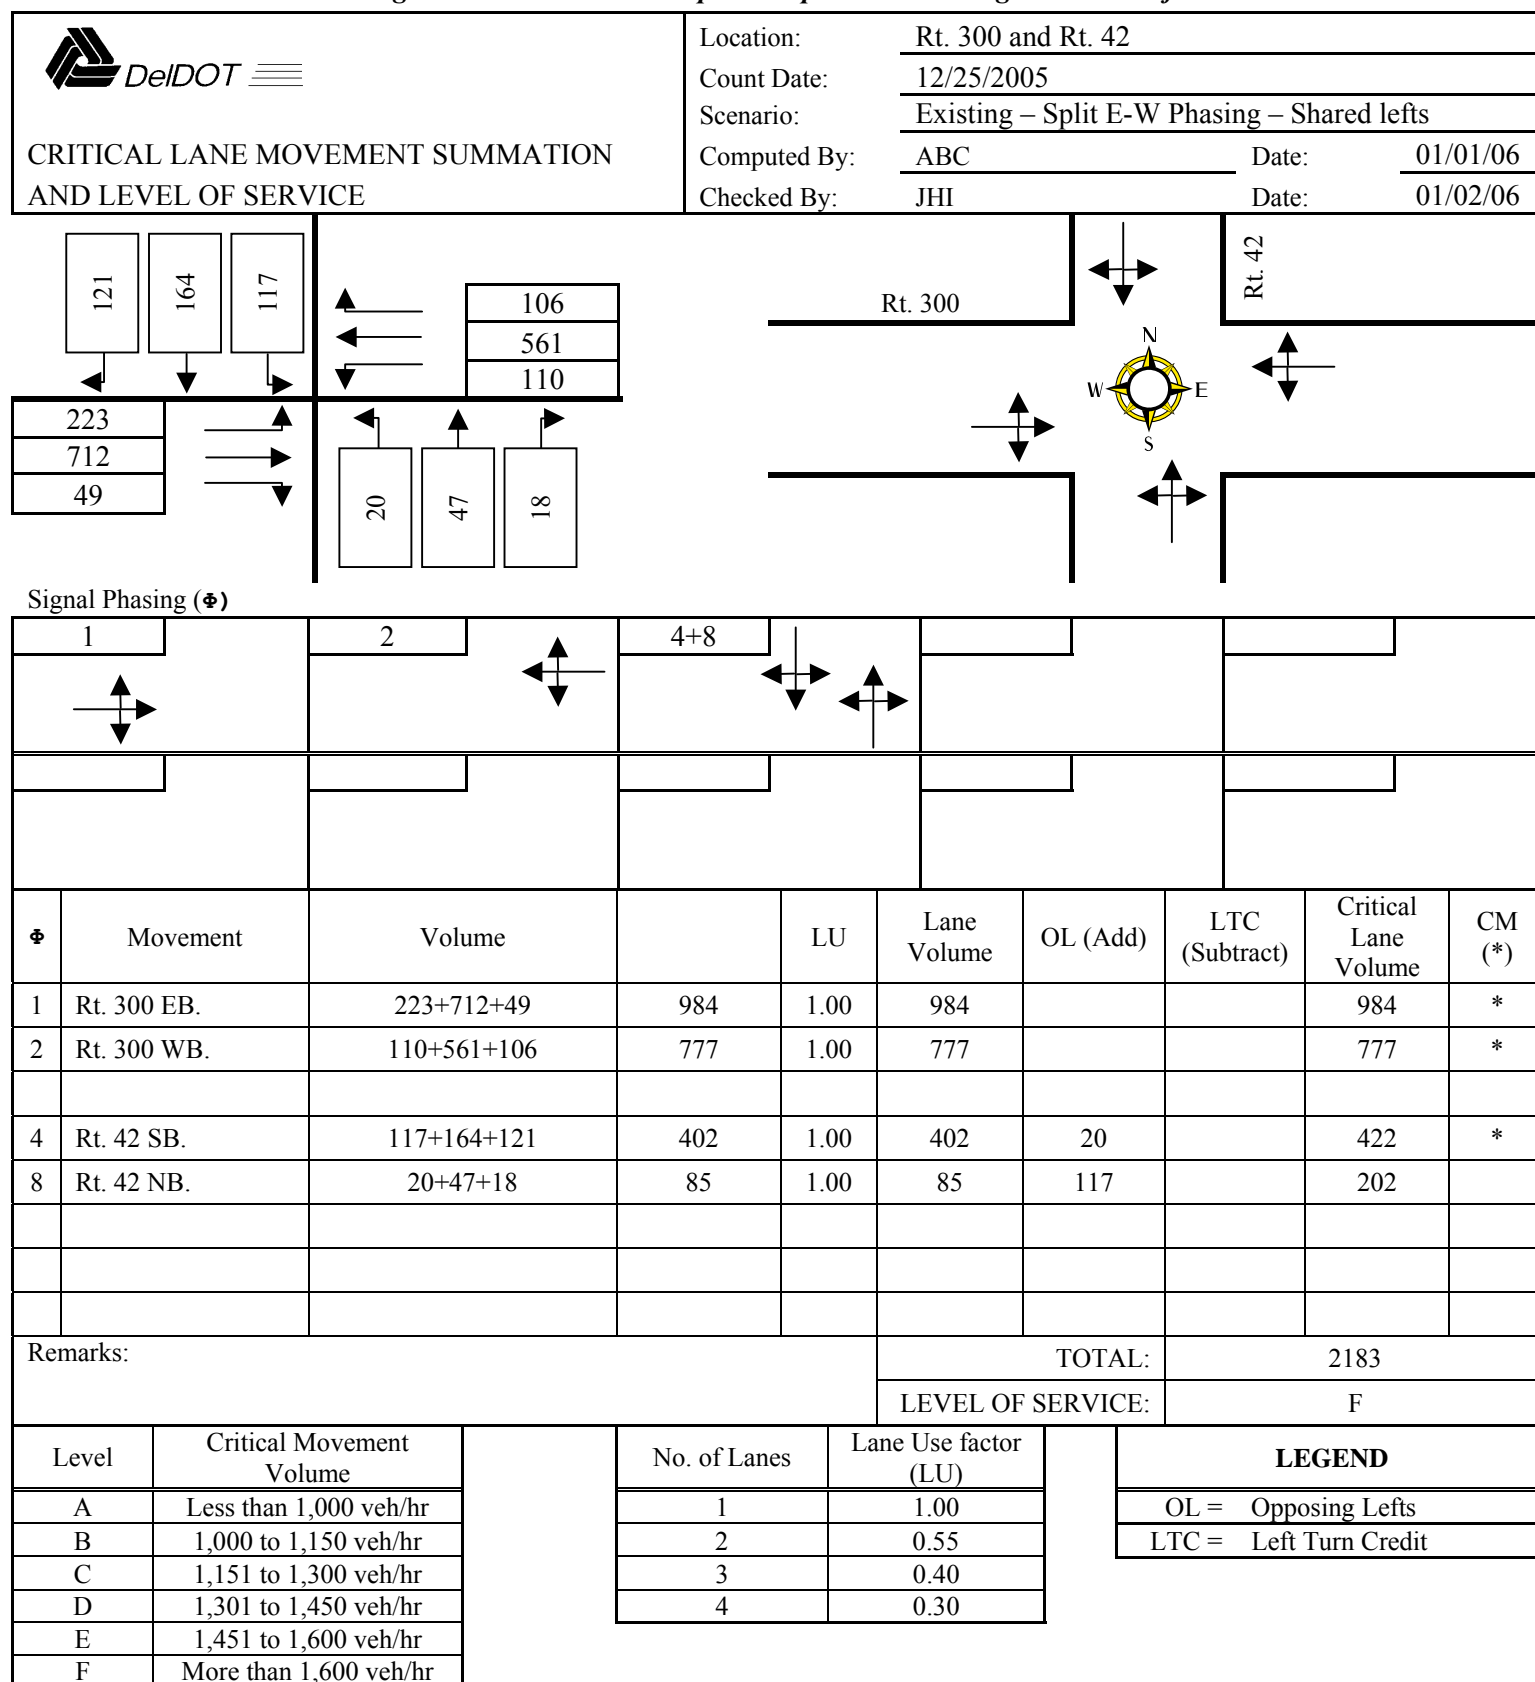 DelDOT
CRITICAL LANE MOVEMENT SUMMATION
AND LEVEL OF SERVICE
Location: Rt. 300 and Rt. 42
Count Date: 12/25/2005
Scenario: Existing – Split E-W Phasing – Shared lefts
Computed By: ABC Date: 01/01/06
Checked By: JHI Date: 01/02/06
121 164 117
106
561
110
223
712
49
20 47 18
Rt. 300
Rt. 42
N
W E
S
Signal Phasing (Φ)
1 2 4+8
Φ Movement Volume LU Lane Volume OL (Add) LTC (Subtract) Critical Lane Volume CM (*)
1 Rt. 300 EB. 223+712+49 984 1.00 984 984 *
2 Rt. 300 WB. 110+561+106 777 1.00 777 777 *
4 Rt. 42 SB. 117+164+121 402 1.00 402 20 422 *
8 Rt. 42 NB. 20+47+18 85 1.00 85 117 202
Remarks:
TOTAL: 2183
LEVEL OF SERVICE: F
Level Critical Movement Volume
A Less than 1,000 veh/hr
B 1,000 to 1,150 veh/hr
C 1,151 to 1,300 veh/hr
D 1,301 to 1,450 veh/hr
E 1,451 to 1,600 veh/hr
F More than 1,600 veh/hr
No. of Lanes Lane Use factor (LU)
1 1.00
2 0.55
3 0.40
4 0.30
LEGEND
OL = Opposing Lefts
LTC = Left Turn Credit